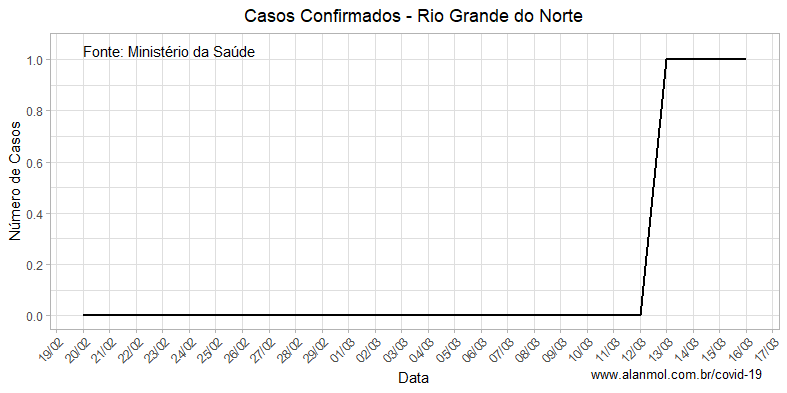 Casos Confirmados - Rio Grande do Norte
Fonte: Ministério da Saúde
Número de Casos
1.0
0.8
0.6
0.4
0.2
0.0
19/02 20/02 21/02 22/02 23/02 24/02 25/02 26/02 27/02 28/02 29/02 01/03 02/03 03/03 04/03 05/03 06/03 07/03 08/03 09/03 10/03 11/03 12/03 13/03 14/03 15/03 16/03 17/03
Data
www.alanmol.com.br/covid-19